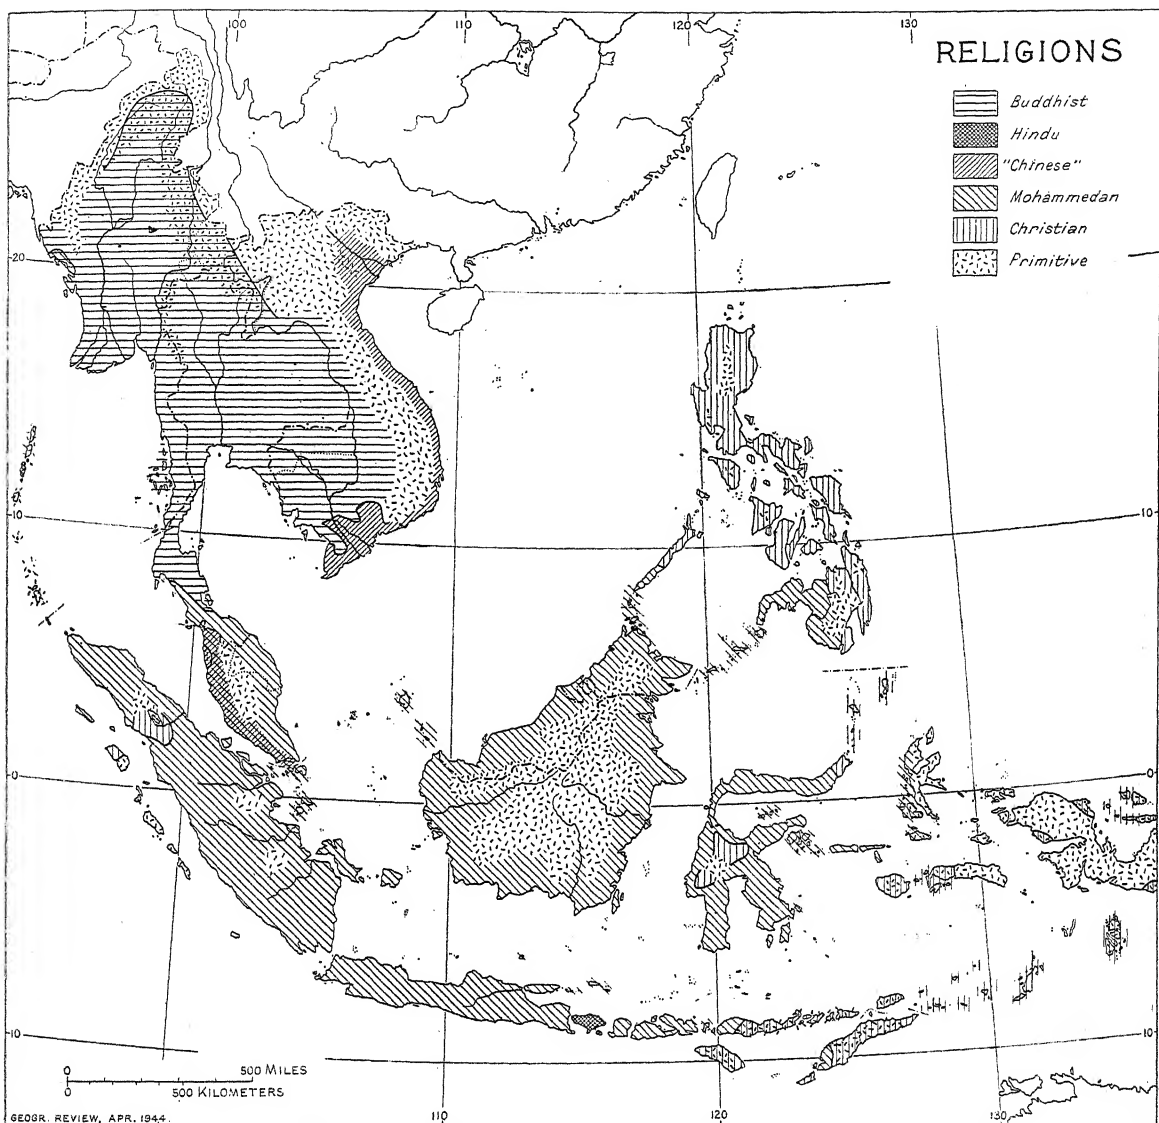 100
110
120
130
RELIGIONS
Buddhist
Hindu
"Chinese"
Mohammedan
Christian
Primitive
20
10
10
0
0
10
10
0 500 MILES
0 500 KILOMETERS
GEOGR. REVIEW, APR. 1944.
110
120
130